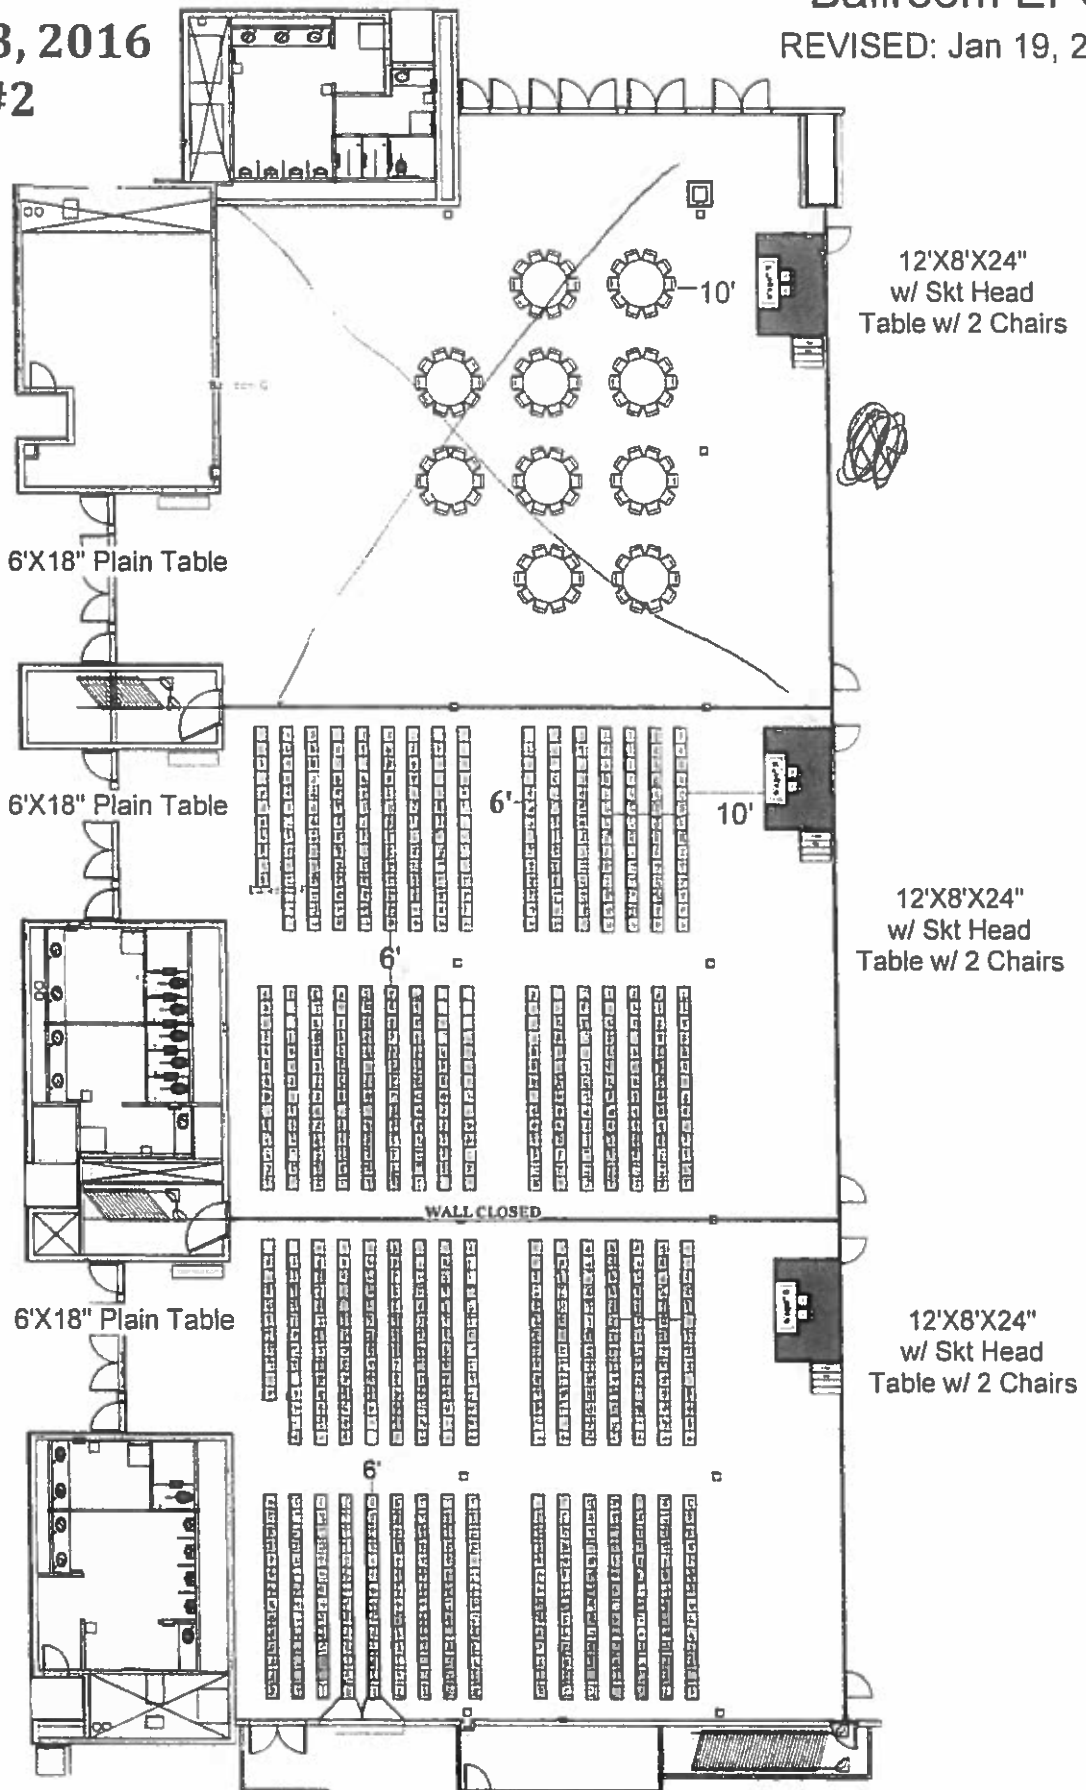 3, 2016
#2
Ballroom EFG
REVISED: Jan 19, 2
12'X8'X24"
w/ Skt Head
Table w/ 2 Chairs
10'
6'X18" Plain Table
6'X18" Plain Table
6'
10'
12'X8'X24"
w/ Skt Head
Table w/ 2 Chairs
6'
WALL CLOSED
6'X18" Plain Table
12'X8'X24"
w/ Skt Head
Table w/ 2 Chairs
6'